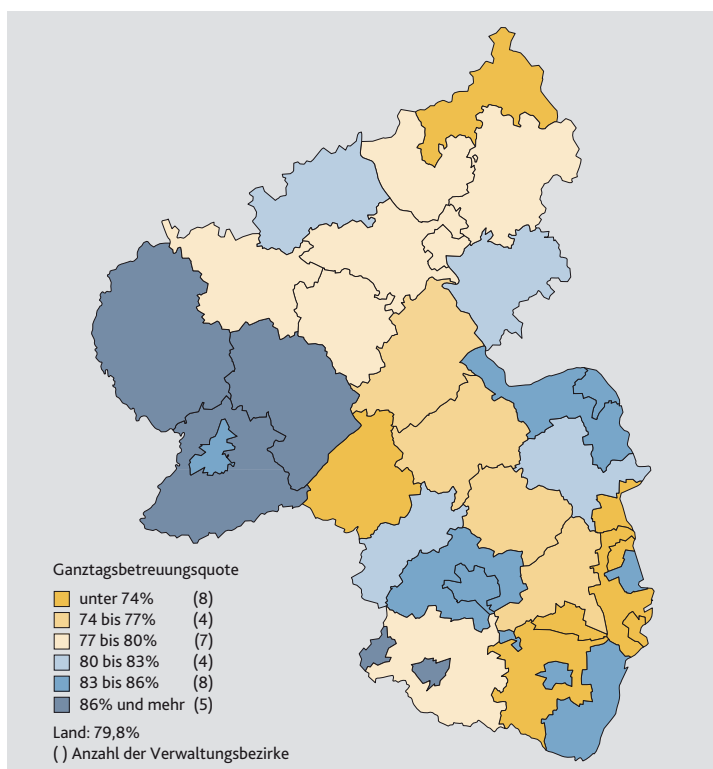 Ganztagsbetreuungsquote
unter 74% (8)
74 bis 77% (4)
77 bis 80% (7)
80 bis 83% (4)
83 bis 86% (8)
86% und mehr (5)
Land: 79,8%
( ) Anzahl der Verwaltungsbezirke